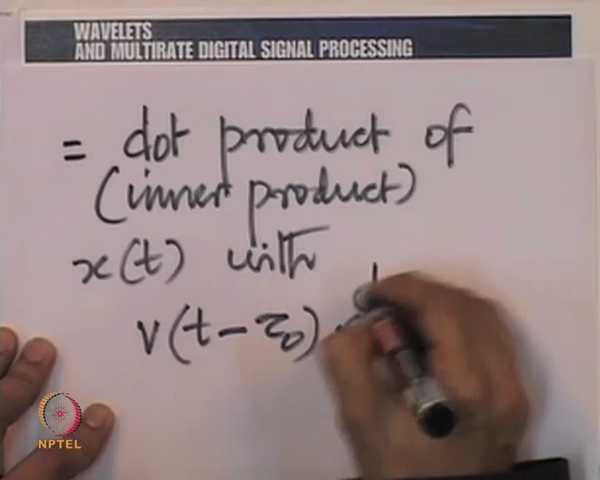 WAVELETS
AND MULTIRATE DIGITAL SIGNAL PROCESSING
= dot product of
(inner product)
x(t) with
v(t-τ₀)
NPTEL